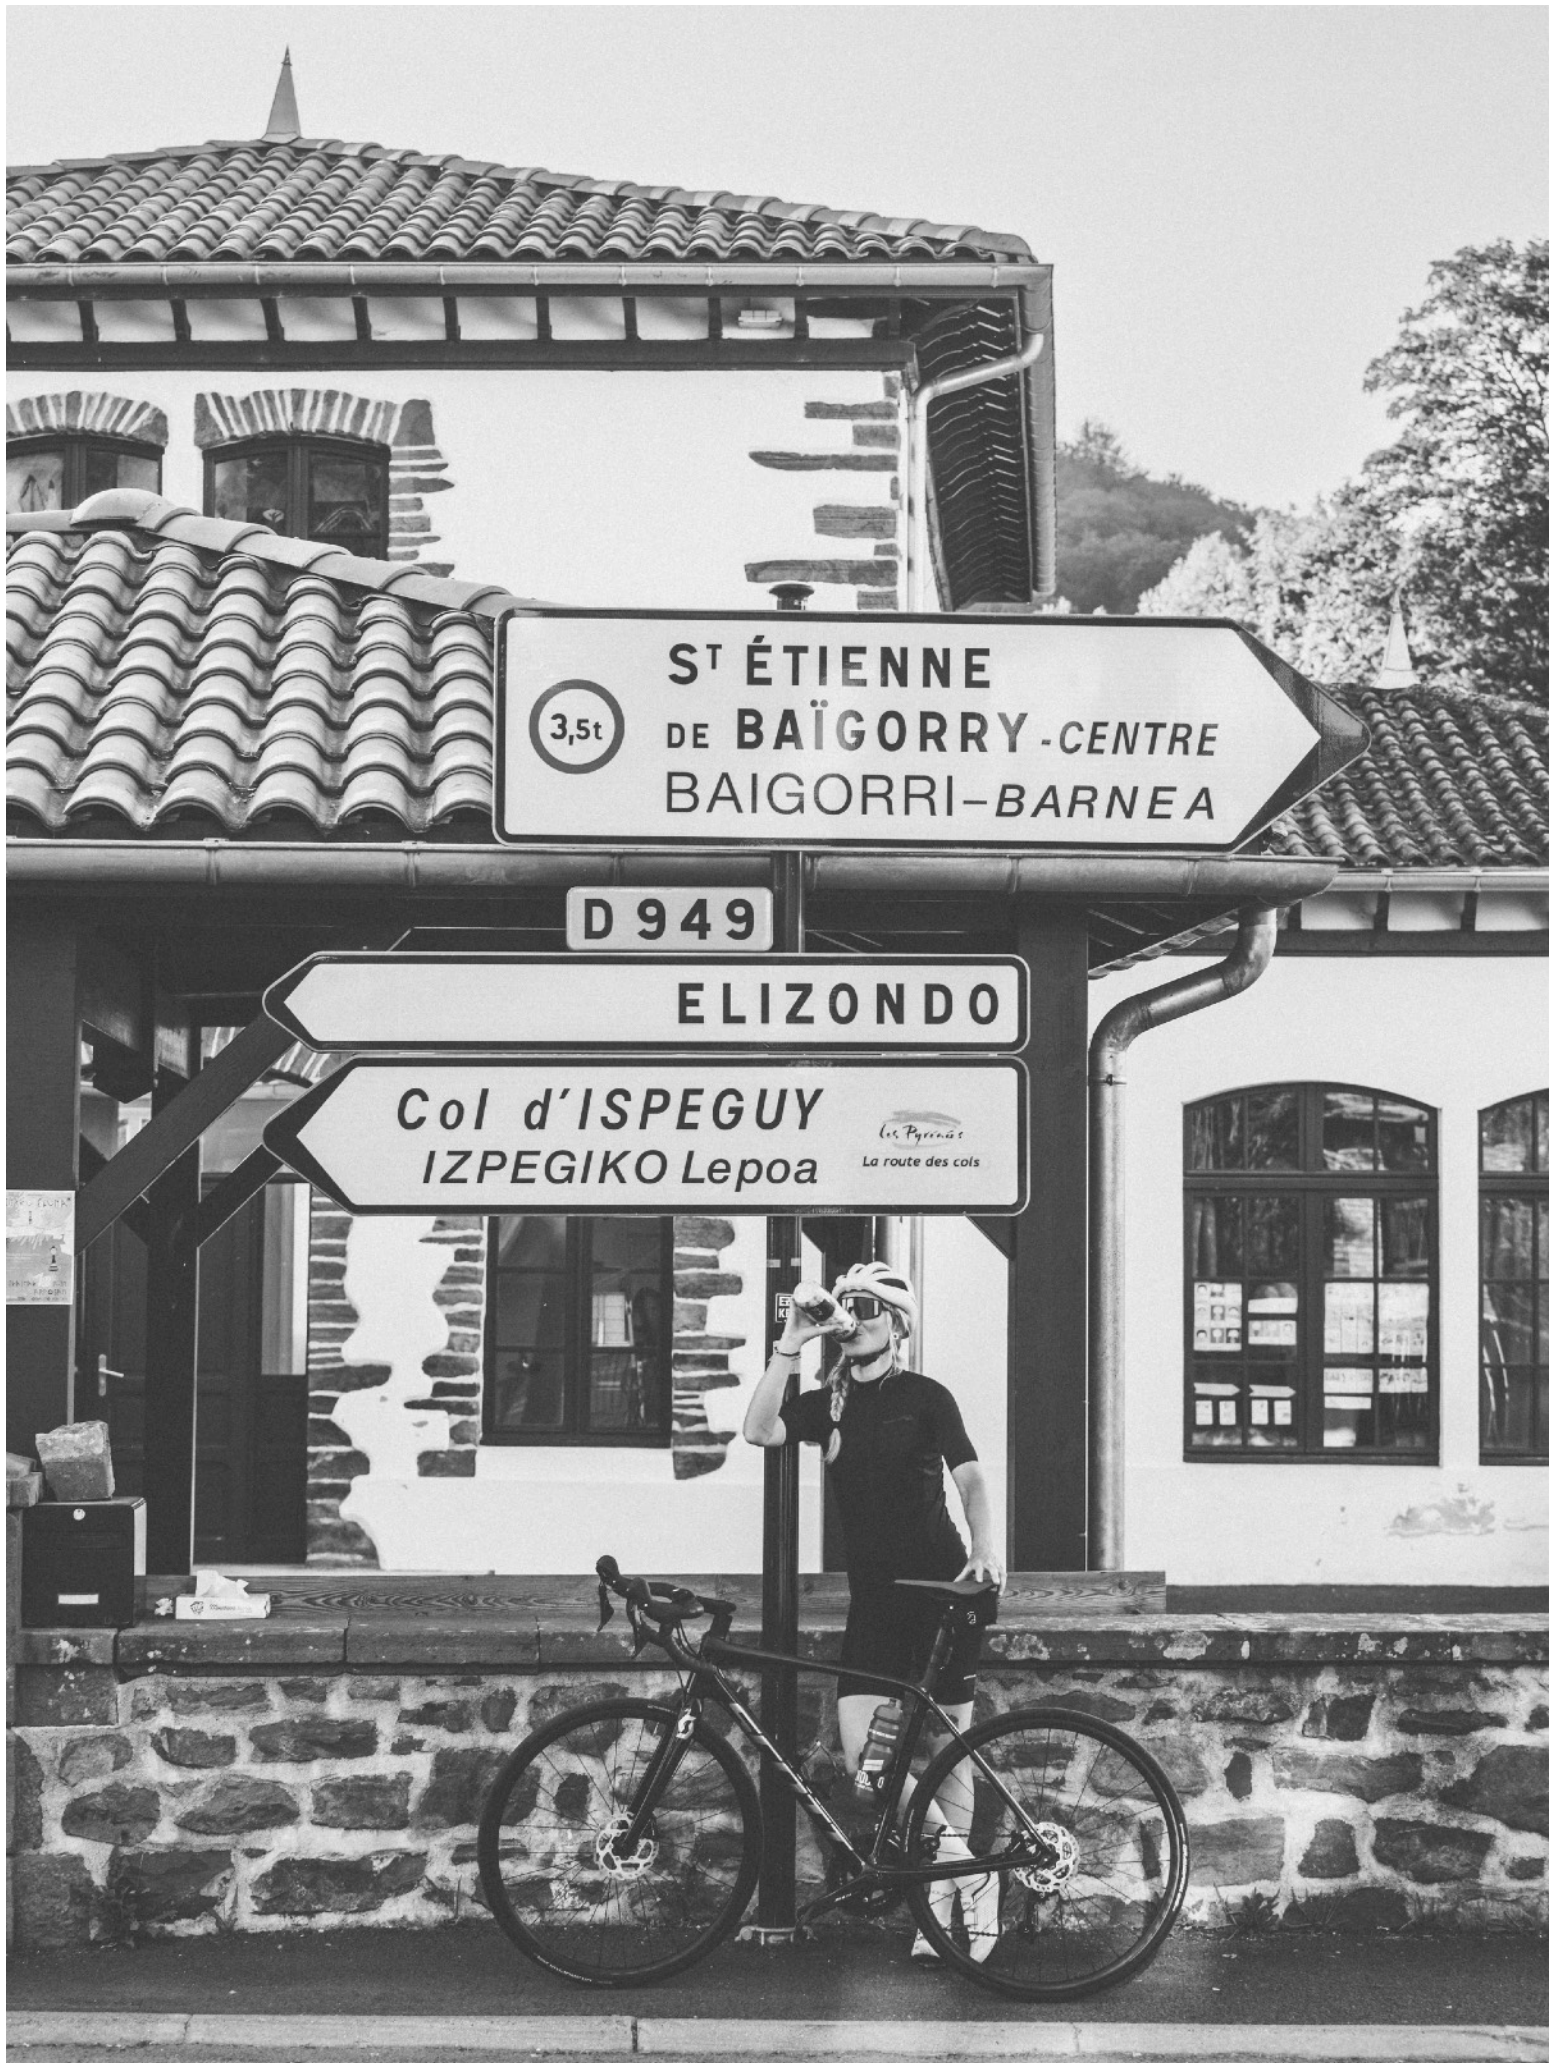 Sᵀ ÉTIENNE
3,5t
DE BAÏGORRY-CENTRE
BAIGORRI-BARNEA
D 949
ELIZONDO
Col d'ISPEGUY
Les Pyrénées
IZPEGIKO Lepoa
La route des cols